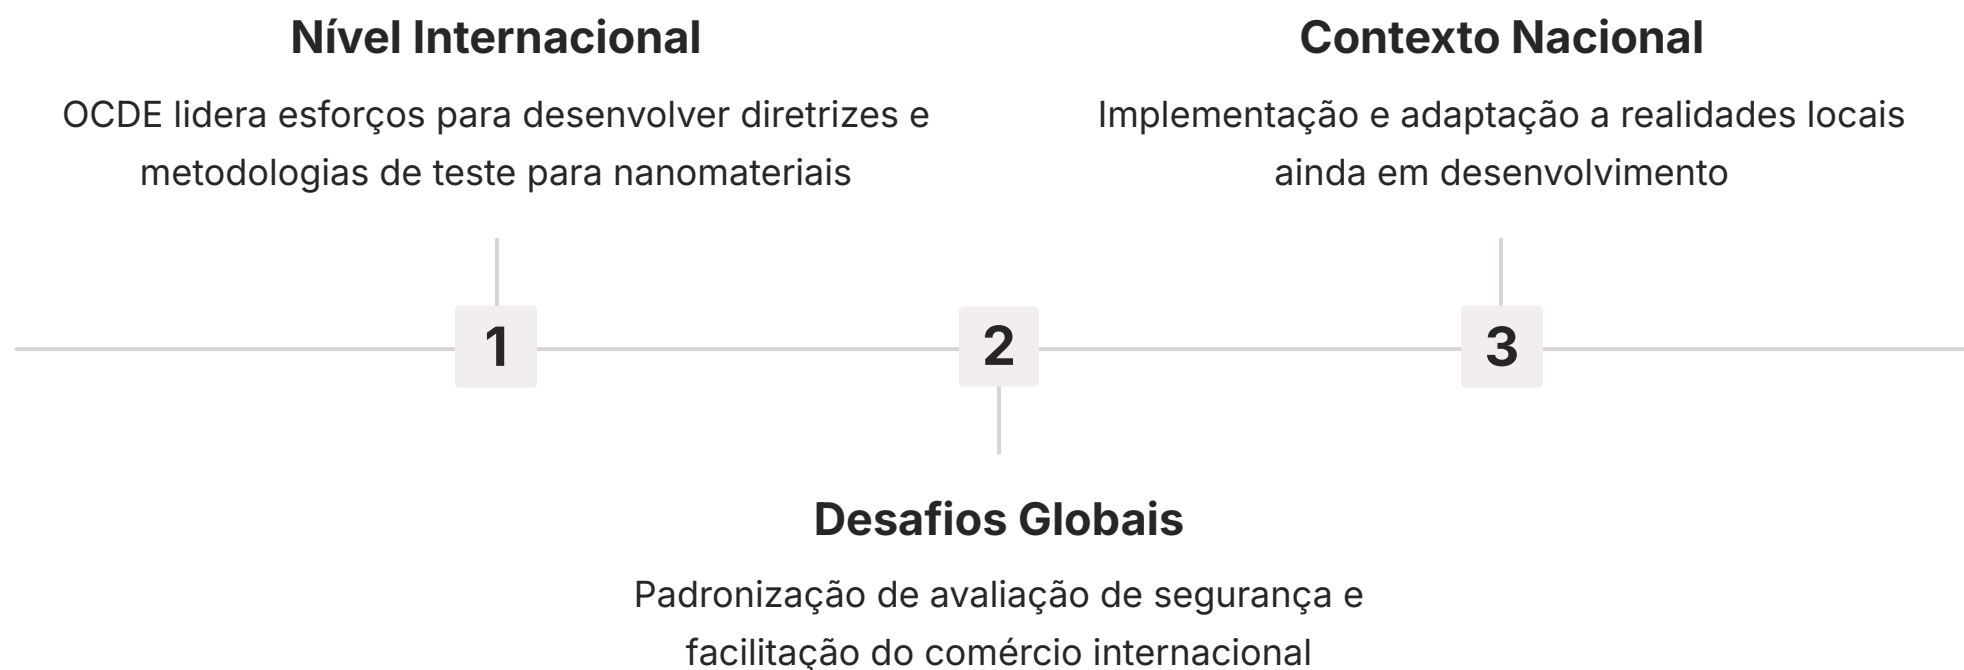 Nível Internacional
OCDE lidera esforços para desenvolver diretrizes e
metodologias de teste para nanomateriais
1
2
Desafios Globais
Padronização de avaliação de segurança e
facilitação do comércio internacional
Contexto Nacional
Implementação e adaptação a realidades locais
ainda em desenvolvimento
3